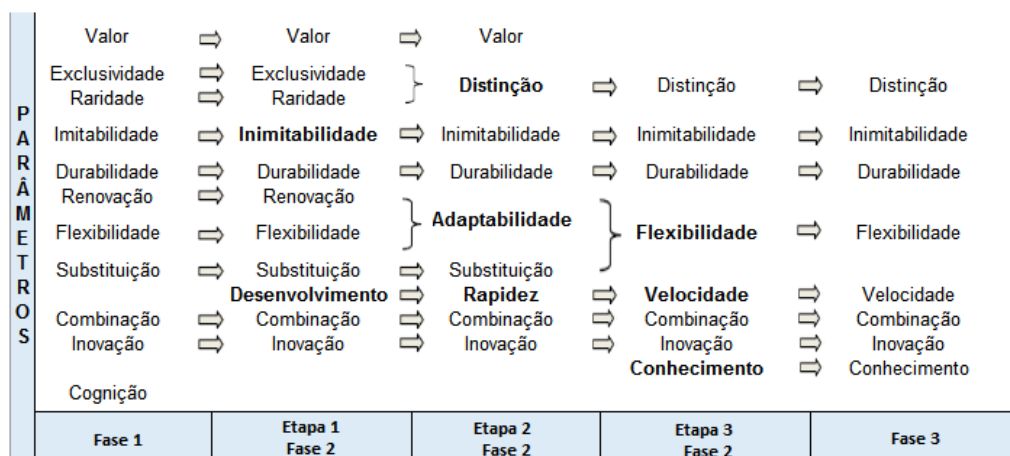 PARÂMETROS
Valor Valor Valor
Exclusividade Exclusividade
Distinção Distinção Distinção
Raridade Raridade
Imitabilidade Inimitabilidade Inimitabilidade Inimitabilidade Inimitabilidade
Durabilidade Durabilidade Durabilidade Durabilidade Durabilidade
Renovação Renovação
Adaptabilidade
Flexibilidade Flexibilidade Flexibilidade Flexibilidade
Substituição Substituição Substituição
Desenvolvimento Rapidez Velocidade Velocidade
Combinação Combinação Combinação Combinação Combinação
Inovação Inovação Inovação Inovação Inovação
Conhecimento Conhecimento
Cognição
Fase 1 Etapa 1 Etapa 2 Etapa 3 Fase 3
Fase 2 Fase 2 Fase 2